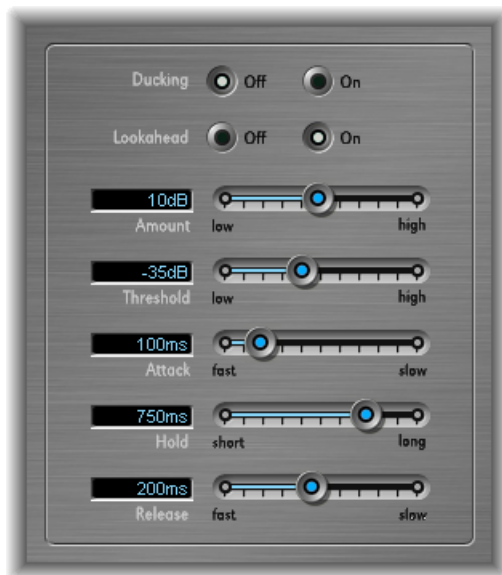 Ducking Off On
Lookahead Off On
10dB
Amount low high
-35dB
Threshold low high
100ms
Attack fast slow
750ms
Hold short long
200ms
Release fast slow